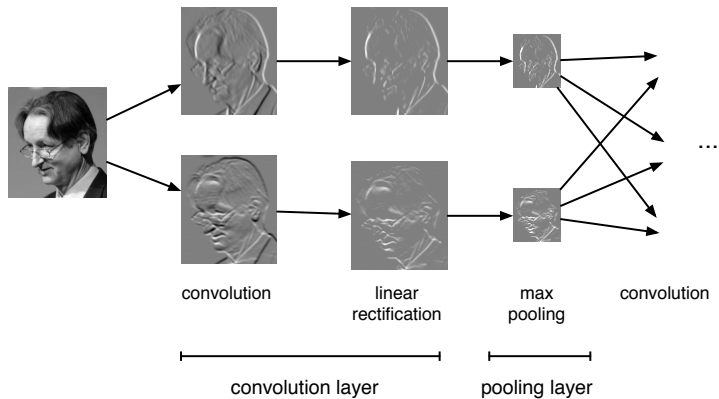 ...
convolution
linear
rectification
max
pooling
convolution
convolution layer
pooling layer